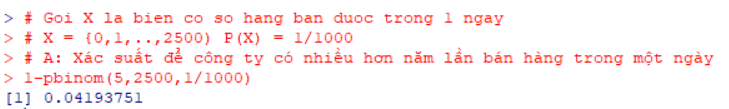 > # Goi X la bien co so hang ban duoc trong 1 ngay
> # X = {0,1,..,2500) P(X) = 1/1000
> # A: Xác suất để công ty có nhiều hơn năm lần bán hàng trong một ngày
> 1-pbinom(5,2500,1/1000)
[1] 0.04193751